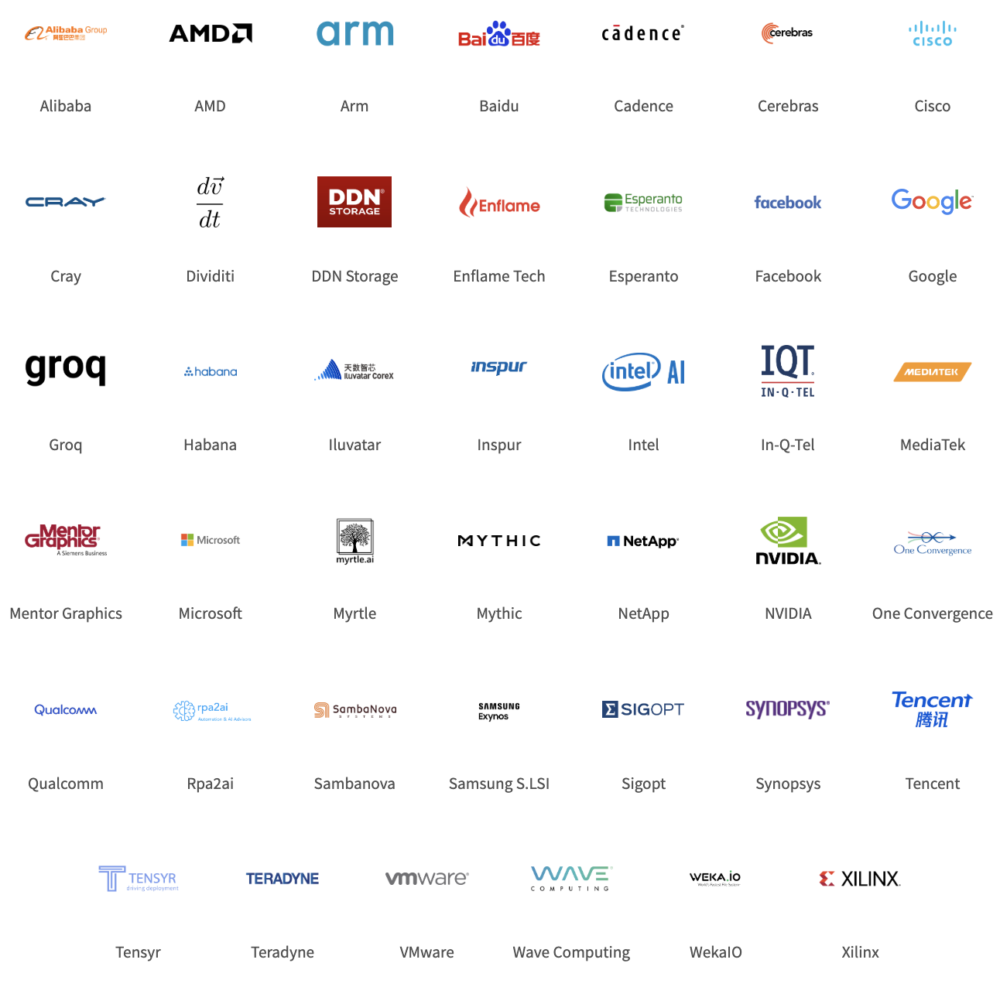 Alibaba Group
阿里巴巴集团
AMD
arm
Bai du 百度
cādence®
cerebras
CISCO
Alibaba
AMD
Arm
Baidu
Cadence
Cerebras
Cisco
CRAY
dv
dt
DDN®
STORAGE
Enflame
Esperanto
TECHNOLOGIES
facebook
Google
Cray
Dividiti
DDN Storage
Enflame Tech
Esperanto
Facebook
Google
groq
habana
天数智芯
Iluvatar CoreX
inspur
intel AI
IQT
IN·Q·TEL
MEDIATEK
Groq
Habana
Iluvatar
Inspur
Intel
In-Q-Tel
MediaTek
Mentor
Graphics®
A Siemens Business
Microsoft
myrtle.ai
MYTHIC
NetApp®
NVIDIA.
One Convergence
Mentor Graphics
Microsoft
Myrtle
Mythic
NetApp
NVIDIA
One Convergence
Qualcomm
rpa2ai
Automation & AI Advisors
SambaNova
SYSTEMS
SAMSUNG
Exynos
SIGOPT
SYNOPSYS®
Tencent
腾讯
Qualcomm
Rpa2ai
Sambanova
Samsung S.LSI
Sigopt
Synopsys
Tencent
TENSYR
driving deployment
TERADYNE
vmware®
WAVE
COMPUTING
WEKA.iO
World's Fastest File System
XILINX.
Tensyr
Teradyne
VMware
Wave Computing
WekaIO
Xilinx